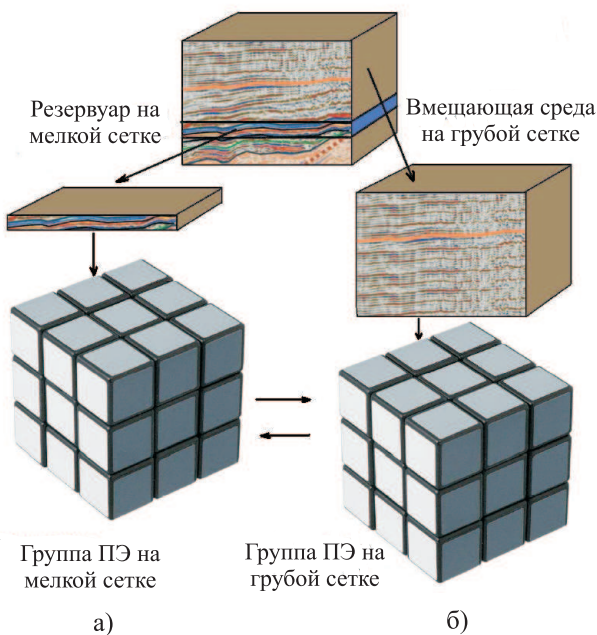 Резервуар на
мелкой сетке
Вмещающая среда
на грубой сетке
Группа ПЭ на
мелкой сетке
Группа ПЭ на
грубой сетке
а)
б)